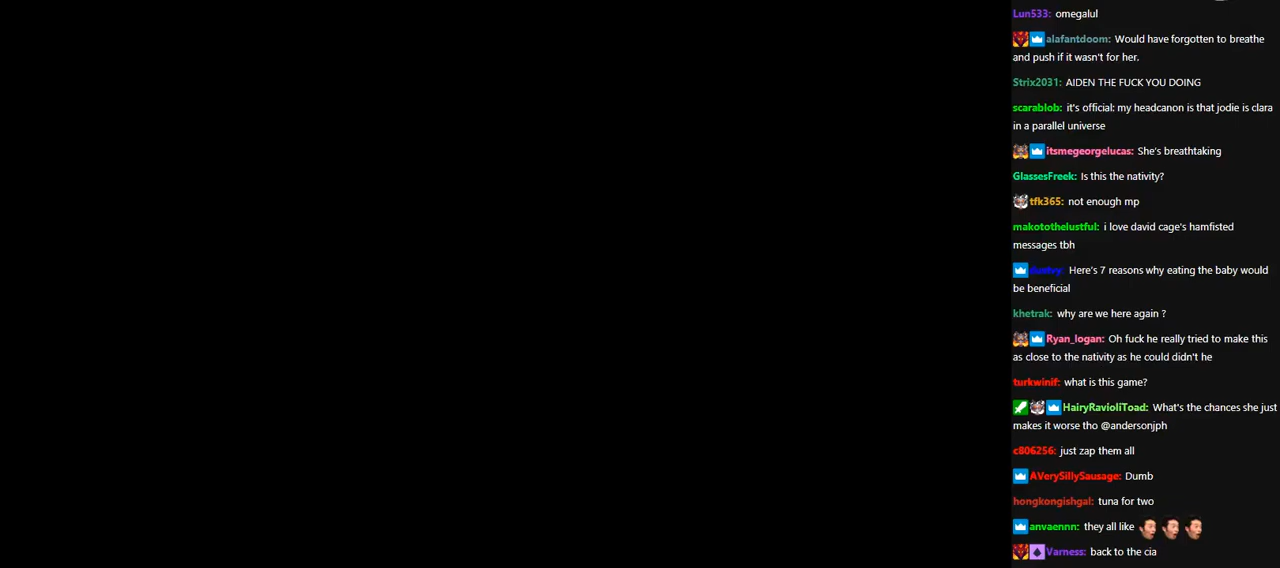 Lun533: omegalul
alafantdoom: Would have forgotten to breathe
and push if it wasn't for her.
Strix2031: AIDEN THE FUCK YOU DOING
scarablob: it's official: my headcanon is that jodie is clara
in a parallel universe
itsmegeorgelucas: She's breathtaking
GlassesFreek: Is this the nativity?
tfk365: not enough mp
makotothelustful: i love david cage's hamfisted
messages tbh
Here's 7 reasons why eating the baby would
be beneficial
khetrak: why are we here again ?
Ryan_logan: Oh fuck he really tried to make this
as close to the nativity as he could didn't he
turkwinif: what is this game?
HairyRavioliToad: What's the chances she just
makes it worse tho @andersonjph
c806256: just zap them all
AVerySillySausage: Dumb
hongkongishgal: tuna for two
anvaennn: they all like
Varness: back to the cia